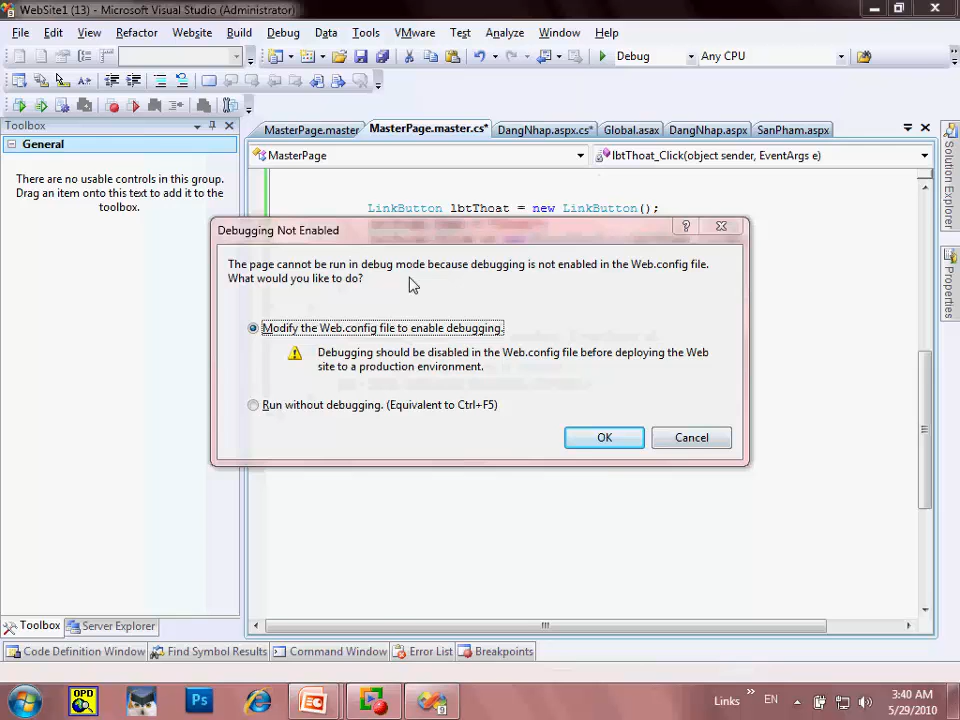 WebSite1 (13) - Microsoft Visual Studio (Administrator)
File Edit View Refactor Website Build Debug Data Tools VMware Test Analyze Window Help
Debug Any CPU
Toolbox
MasterPage.master MasterPage.master.cs* DangNhap.aspx.cs* Global.asax DangNhap.aspx SanPham.aspx
General
MasterPage lbtThoat_Click(object sender, EventArgs e)
There are no usable controls in this group.
Drag an item onto this text to add it to the
toolbox.
LinkButton lbtThoat = new LinkButton();
Debugging Not Enabled
The page cannot be run in debug mode because debugging is not enabled in the Web.config file.
What would you like to do?
Modify the Web.config file to enable debugging.
Debugging should be disabled in the Web.config file before deploying the Web
site to a production environment.
Run without debugging. (Equivalent to Ctrl+F5)
OK Cancel
Solution Explorer
Properties
Toolbox Server Explorer
Code Definition Window Find Symbol Results Command Window Error List Breakpoints
OPD
Ps
Links
EN
3:40 AM
5/29/2010